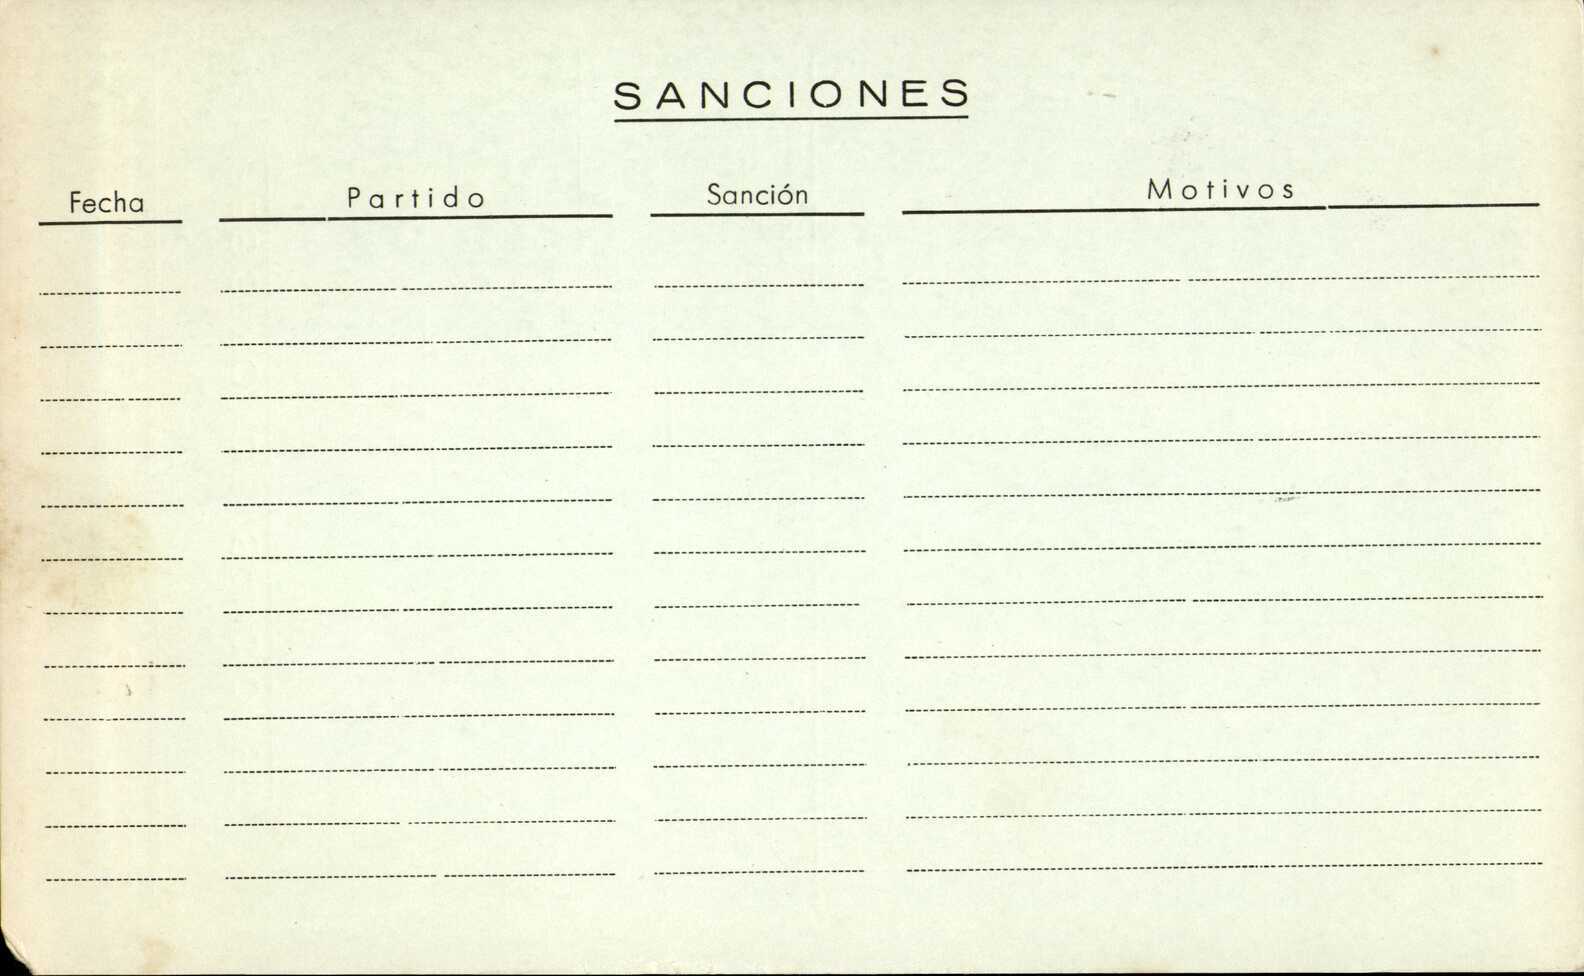 SANCIONES
Fecha Partido Sanción Motivos